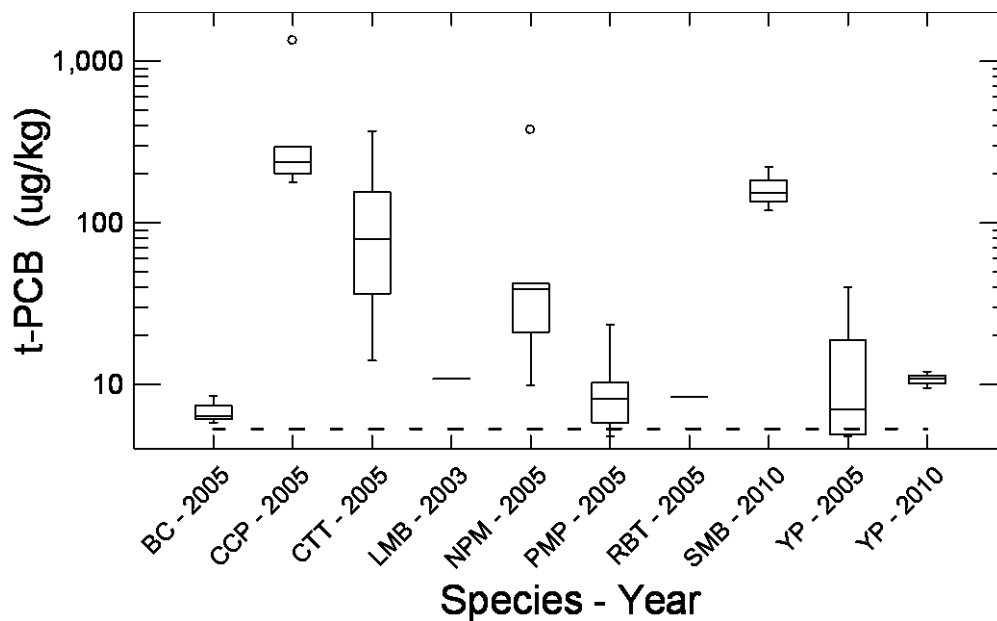 1,000
100
10
t-PCB (ug/kg)
BC - 2005
CCP - 2005
CTT - 2005
LMB - 2003
NPM - 2005
PMP - 2005
RBT - 2005
SMB - 2010
YP - 2005
YP - 2010
Species - Year